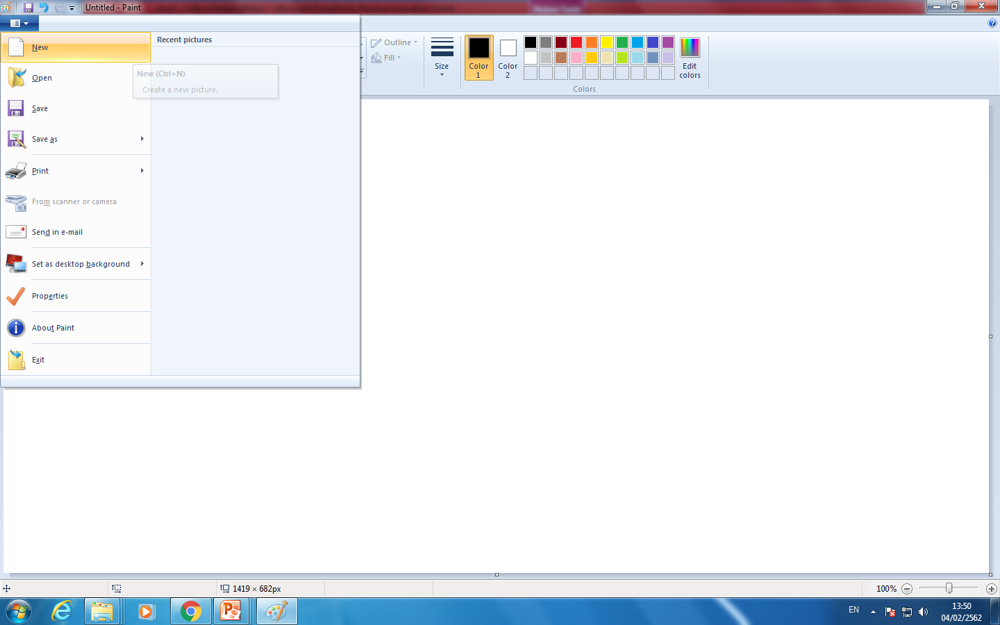 Untitled - Paint
New
Recent pictures
Open
New (Ctrl+N)
Create a new picture.
Save
Save as
Print
From scanner or camera
Send in e-mail
Set as desktop background
Properties
About Paint
Exit
Outline
Fill
Size
Color 1
Color 2
Edit colors
Colors
1419 × 682px
100%
EN
13:50
04/02/2562